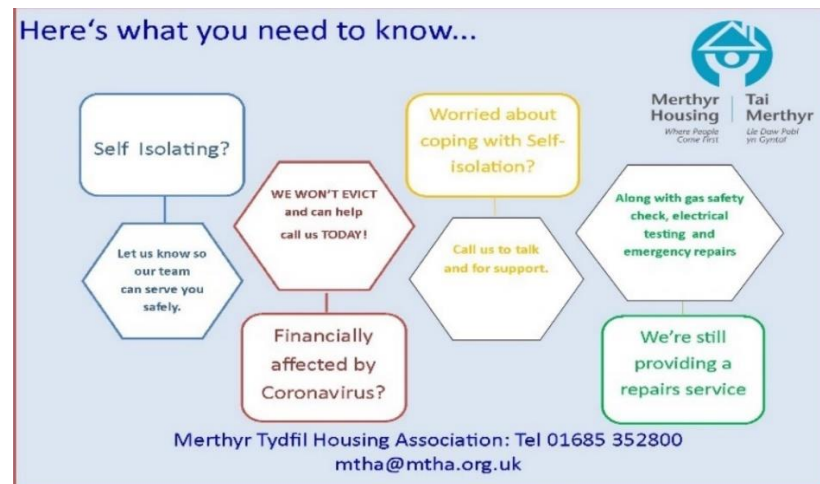 Here's what you need to know...
Merthyr
Housing
Where People
Come First
Tai
Merthyr
Lle Daw Pobl
yn Gyntaf
Self Isolating?
Let us know so
our team
can serve you
safely.
WE WON'T EVICT
and can help
call us TODAY!
Financially
affected by
Coronavirus?
Worried about
coping with Self-
isolation?
Call us to talk
and for support.
Along with gas safety
check, electrical
testing and
emergency repairs
We're still
providing a
repairs service
Merthyr Tydfil Housing Association: Tel 01685 352800
mtha@mtha.org.uk